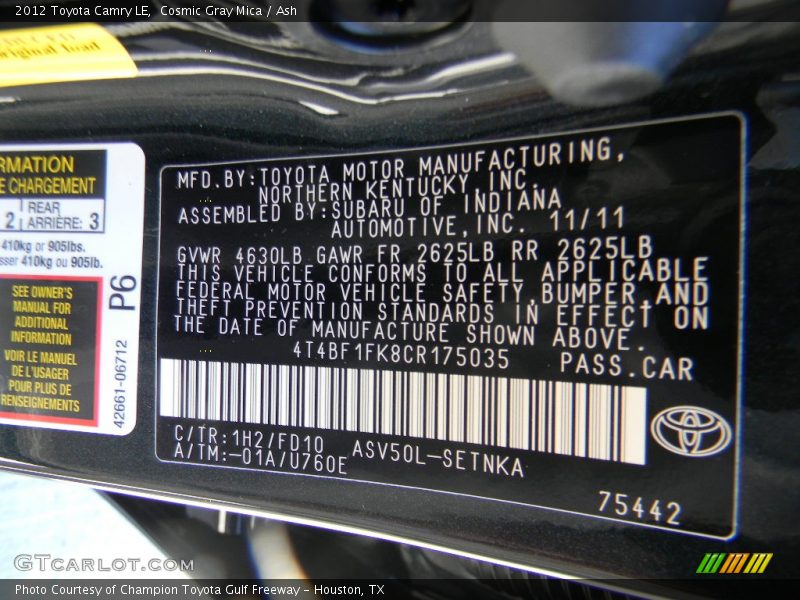 2012 Toyota Camry LE, Cosmic Gray Mica / Ash
original load
RMATION
E CHARGEMENT
2 REAR
ARRIÈRE: 3
410kg or 905lbs.
sser 410kg ou 905lb.
SEE OWNER'S
MANUAL FOR
ADDITIONAL
INFORMATION
VOIR LE MANUEL
DE L'USAGER
POUR PLUS DE
RENSEIGNEMENTS
P6
42661-06712
MFD.BY:TOYOTA MOTOR MANUFACTURING,
NORTHERN KENTUCKY INC.
ASSEMBLED BY:SUBARU OF INDIANA
AUTOMOTIVE,INC. 11/11
GVWR 4630LB GAWR FR 2625LB RR 2625LB
THIS VEHICLE CONFORMS TO ALL APPLICABLE
FEDERAL MOTOR VEHICLE SAFETY,BUMPER,AND
THEFT PREVENTION STANDARDS IN EFFECT ON
THE DATE OF MANUFACTURE SHOWN ABOVE.
4T4BF1FK8CR175035 PASS.CAR
C/TR:1H2/FD10
A/TM:-01A/U760E ASV50L-SETNKA
75442
GTCARLOT.COM
Photo Courtesy of Champion Toyota Gulf Freeway - Houston, TX